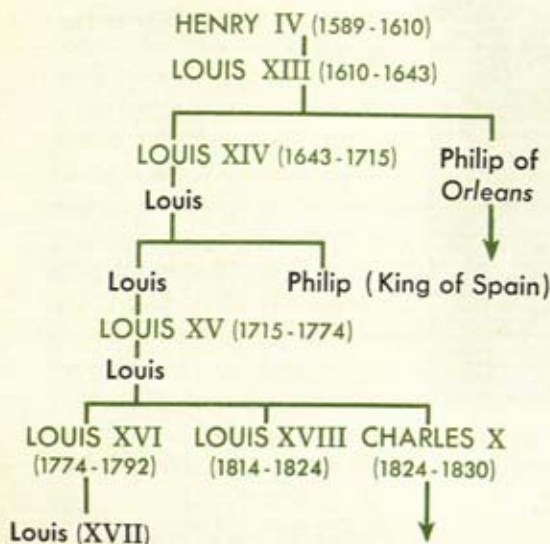 HENRY IV (1589-1610)
LOUIS XIII (1610-1643)
LOUIS XIV (1643-1715)
Philip of
Orleans
Louis
Louis
Philip (King of Spain)
LOUIS XV (1715-1774)
Louis
LOUIS XVI
(1774-1792)
LOUIS XVIII
(1814-1824)
CHARLES X
(1824-1830)
Louis (XVII)